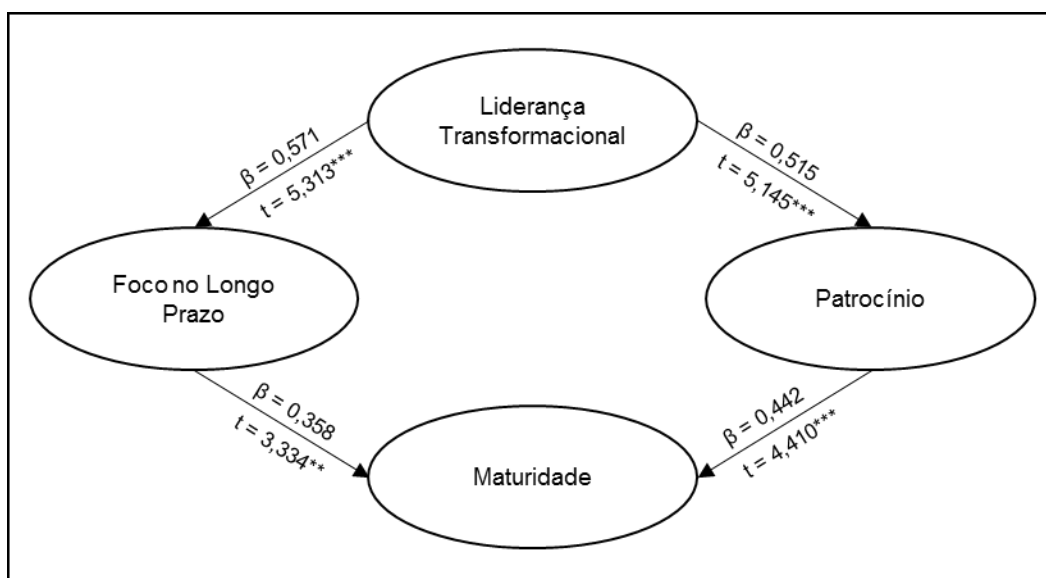 Liderança
Transformacional
β = 0,571
t = 5,313***
β = 0,515
t = 5,145***
Foco no Longo
Prazo
Patrocínio
β = 0,358
t = 3,334**
β = 0,442
t = 4,410***
Maturidade